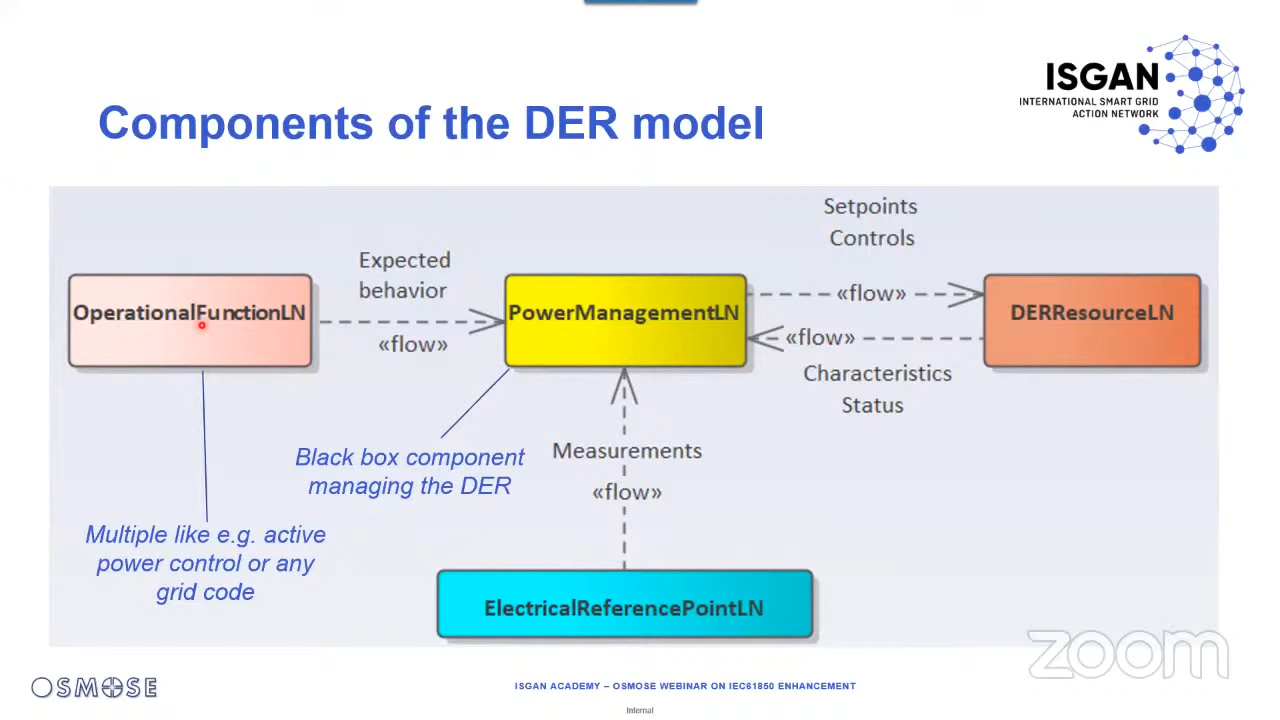 ISGAN
INTERNATIONAL SMART GRID
ACTION NETWORK
Components of the DER model
Setpoints
Controls
Expected
behavior
«flow»
OperationalFunctionLN
PowerManagementLN
DERResourceLN
«flow»
«flow»
Characteristics
Status
Black box component
managing the DER
Measurements
«flow»
Multiple like e.g. active
power control or any
grid code
ElectricalReferencePointLN
zoom
OSMOSE
ISGAN ACADEMY – OSMOSE WEBINAR ON IEC61850 ENHANCEMENT
Internal